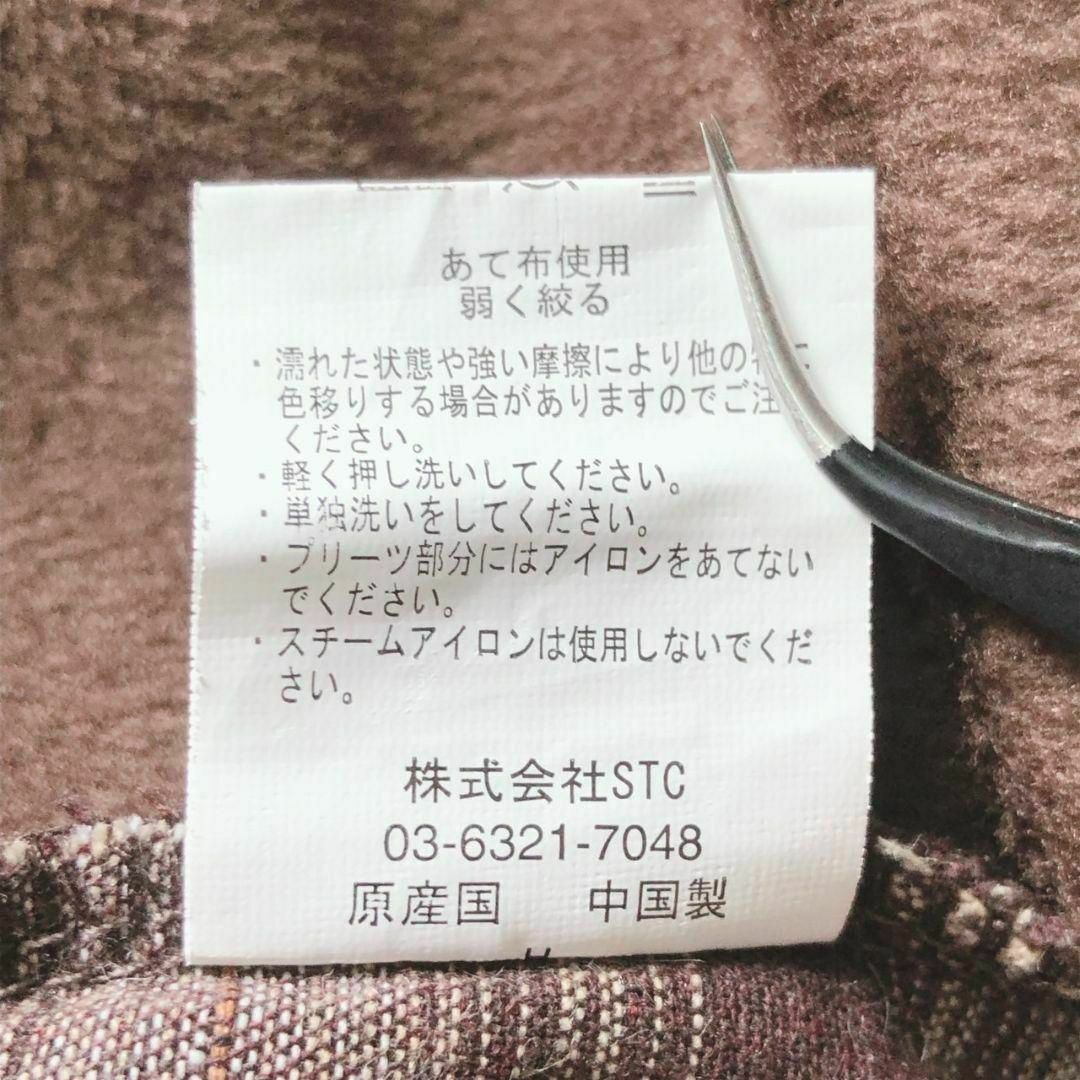 あて布使用
弱く絞る
・濡れた状態や強い摩擦により他の
色移りする場合がありますのでご注
ください。
・軽く押し洗いしてください。
・単独洗いをしてください。
・プリーツ部分にはアイロンをあてない
でください。
・スチームアイロンは使用しないでくだ
さい。
株式会社STC
03-6321-7048
原産国 中国製